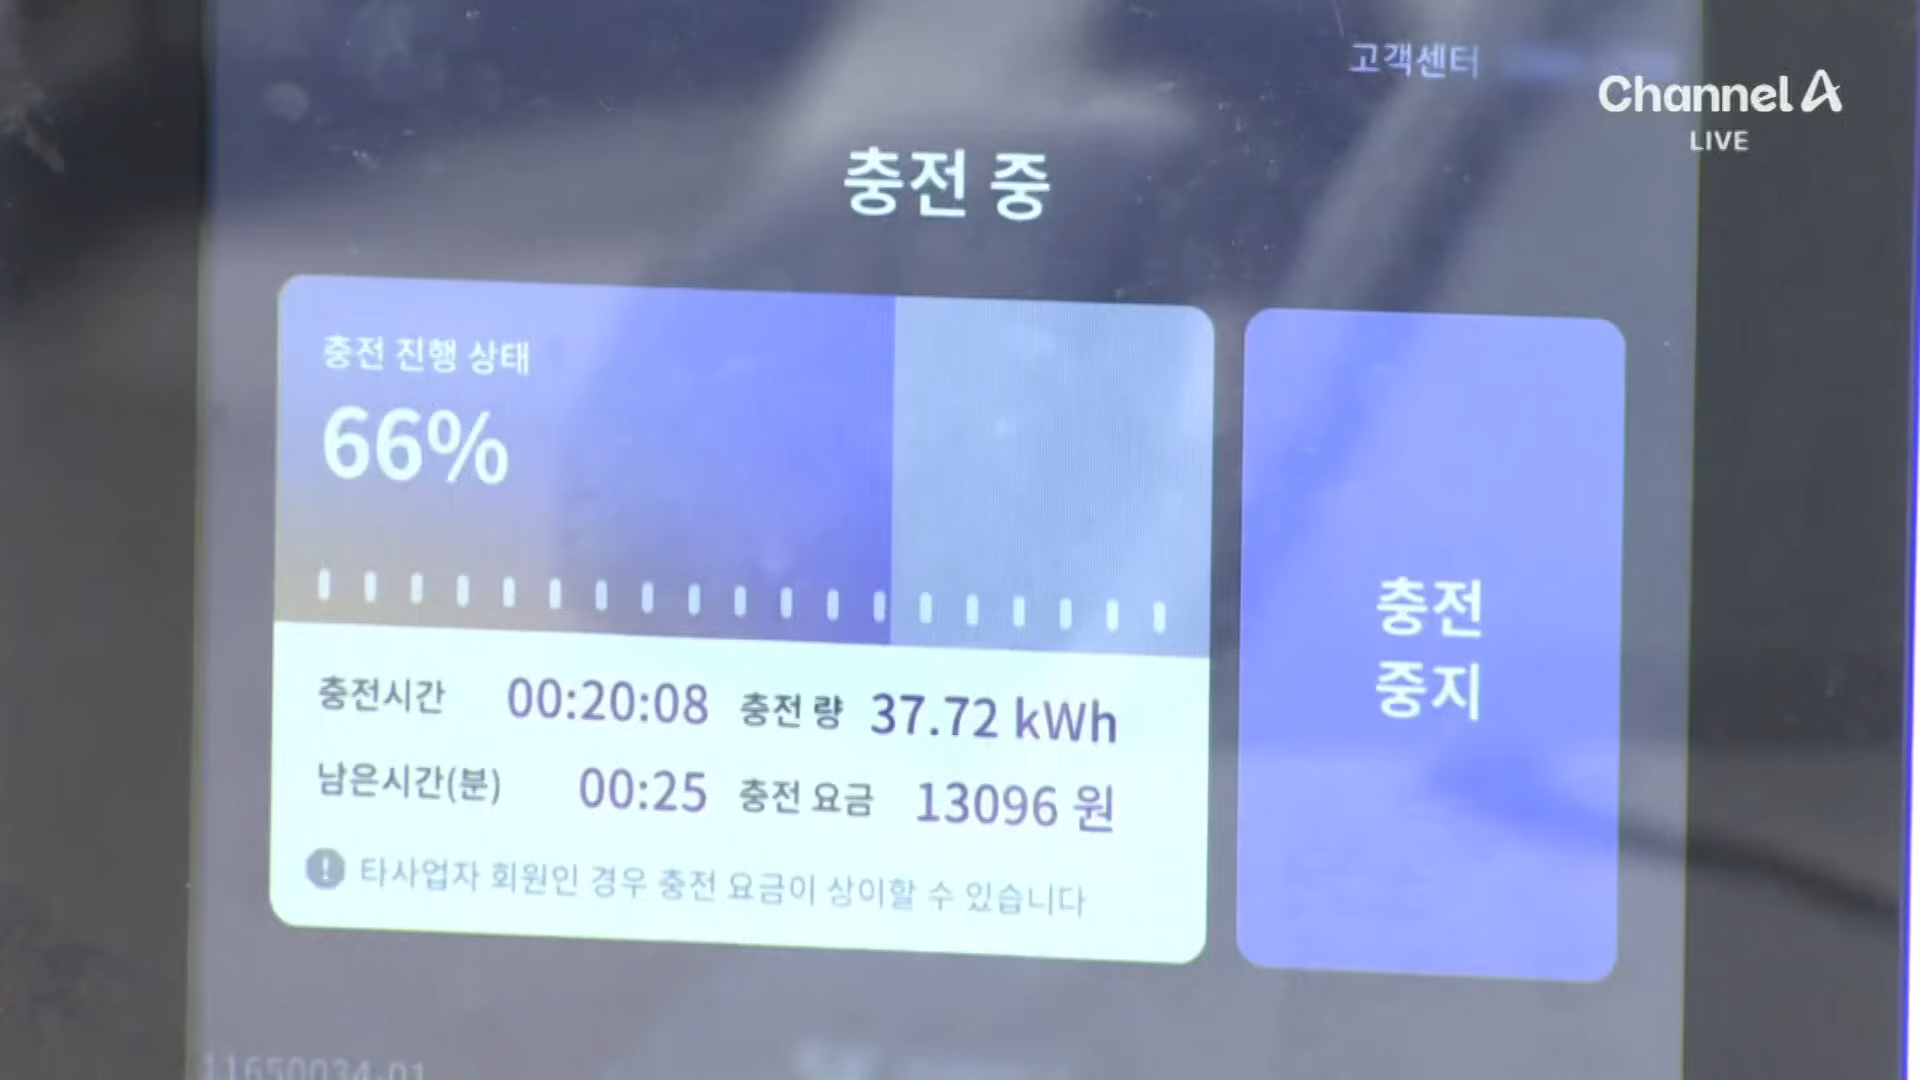 고객센터
Channel A
LIVE
충전 중
충전 진행 상태
66%
충전
중지
충전시간 00:20:08 충전 량 37.72 kWh
남은시간(분) 00:25 충전 요금 13096 원
! 타사업자 회원인 경우 충전 요금이 상이할 수 있습니다
11650034-01